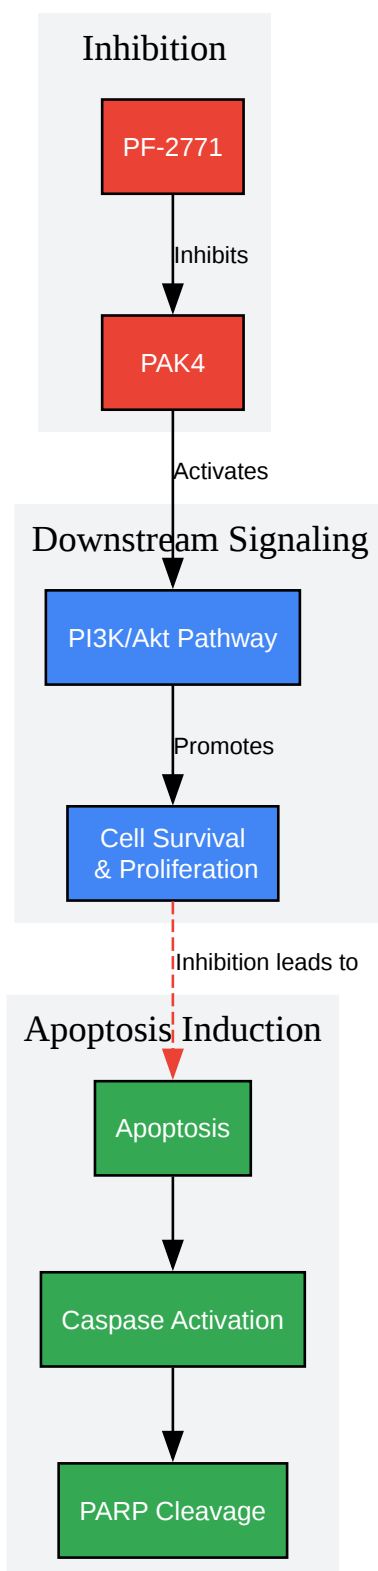 Inhibition
PF-2771
Inhibits
PAK4
Activates
Downstream Signaling
PI3K/Akt Pathway
Promotes
Cell Survival
& Proliferation
Inhibition leads to
Apoptosis Induction
Apoptosis
Caspase Activation
PARP Cleavage